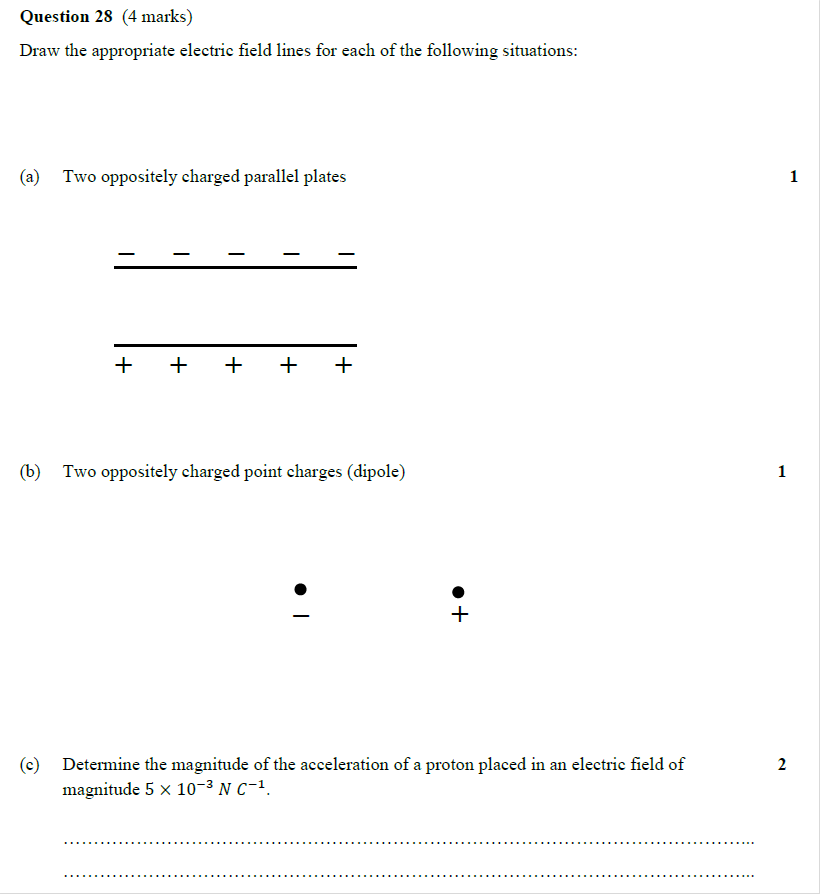 Question 28 (4 marks)
Draw the appropriate electric field lines for each of the following situations:
(a) Two oppositely charged parallel plates 1
− − − − −
+ + + + +
(b) Two oppositely charged point charges (dipole) 1
− +
(c) Determine the magnitude of the acceleration of a proton placed in an electric field of 2
magnitude 5 × 10⁻³ N C⁻¹.